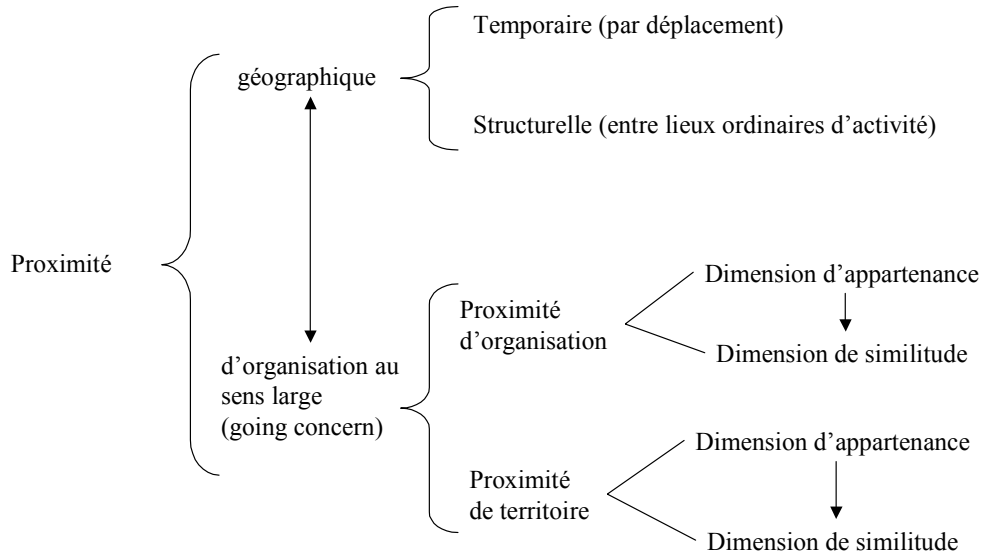 Temporaire (par déplacement)
géographique
Structurelle (entre lieux ordinaires d’activité)
Proximité
d’organisation au
sens large
(going concern)
Proximité
d’organisation
Dimension d’appartenance
Dimension de similitude
Proximité
de territoire
Dimension d’appartenance
Dimension de similitude